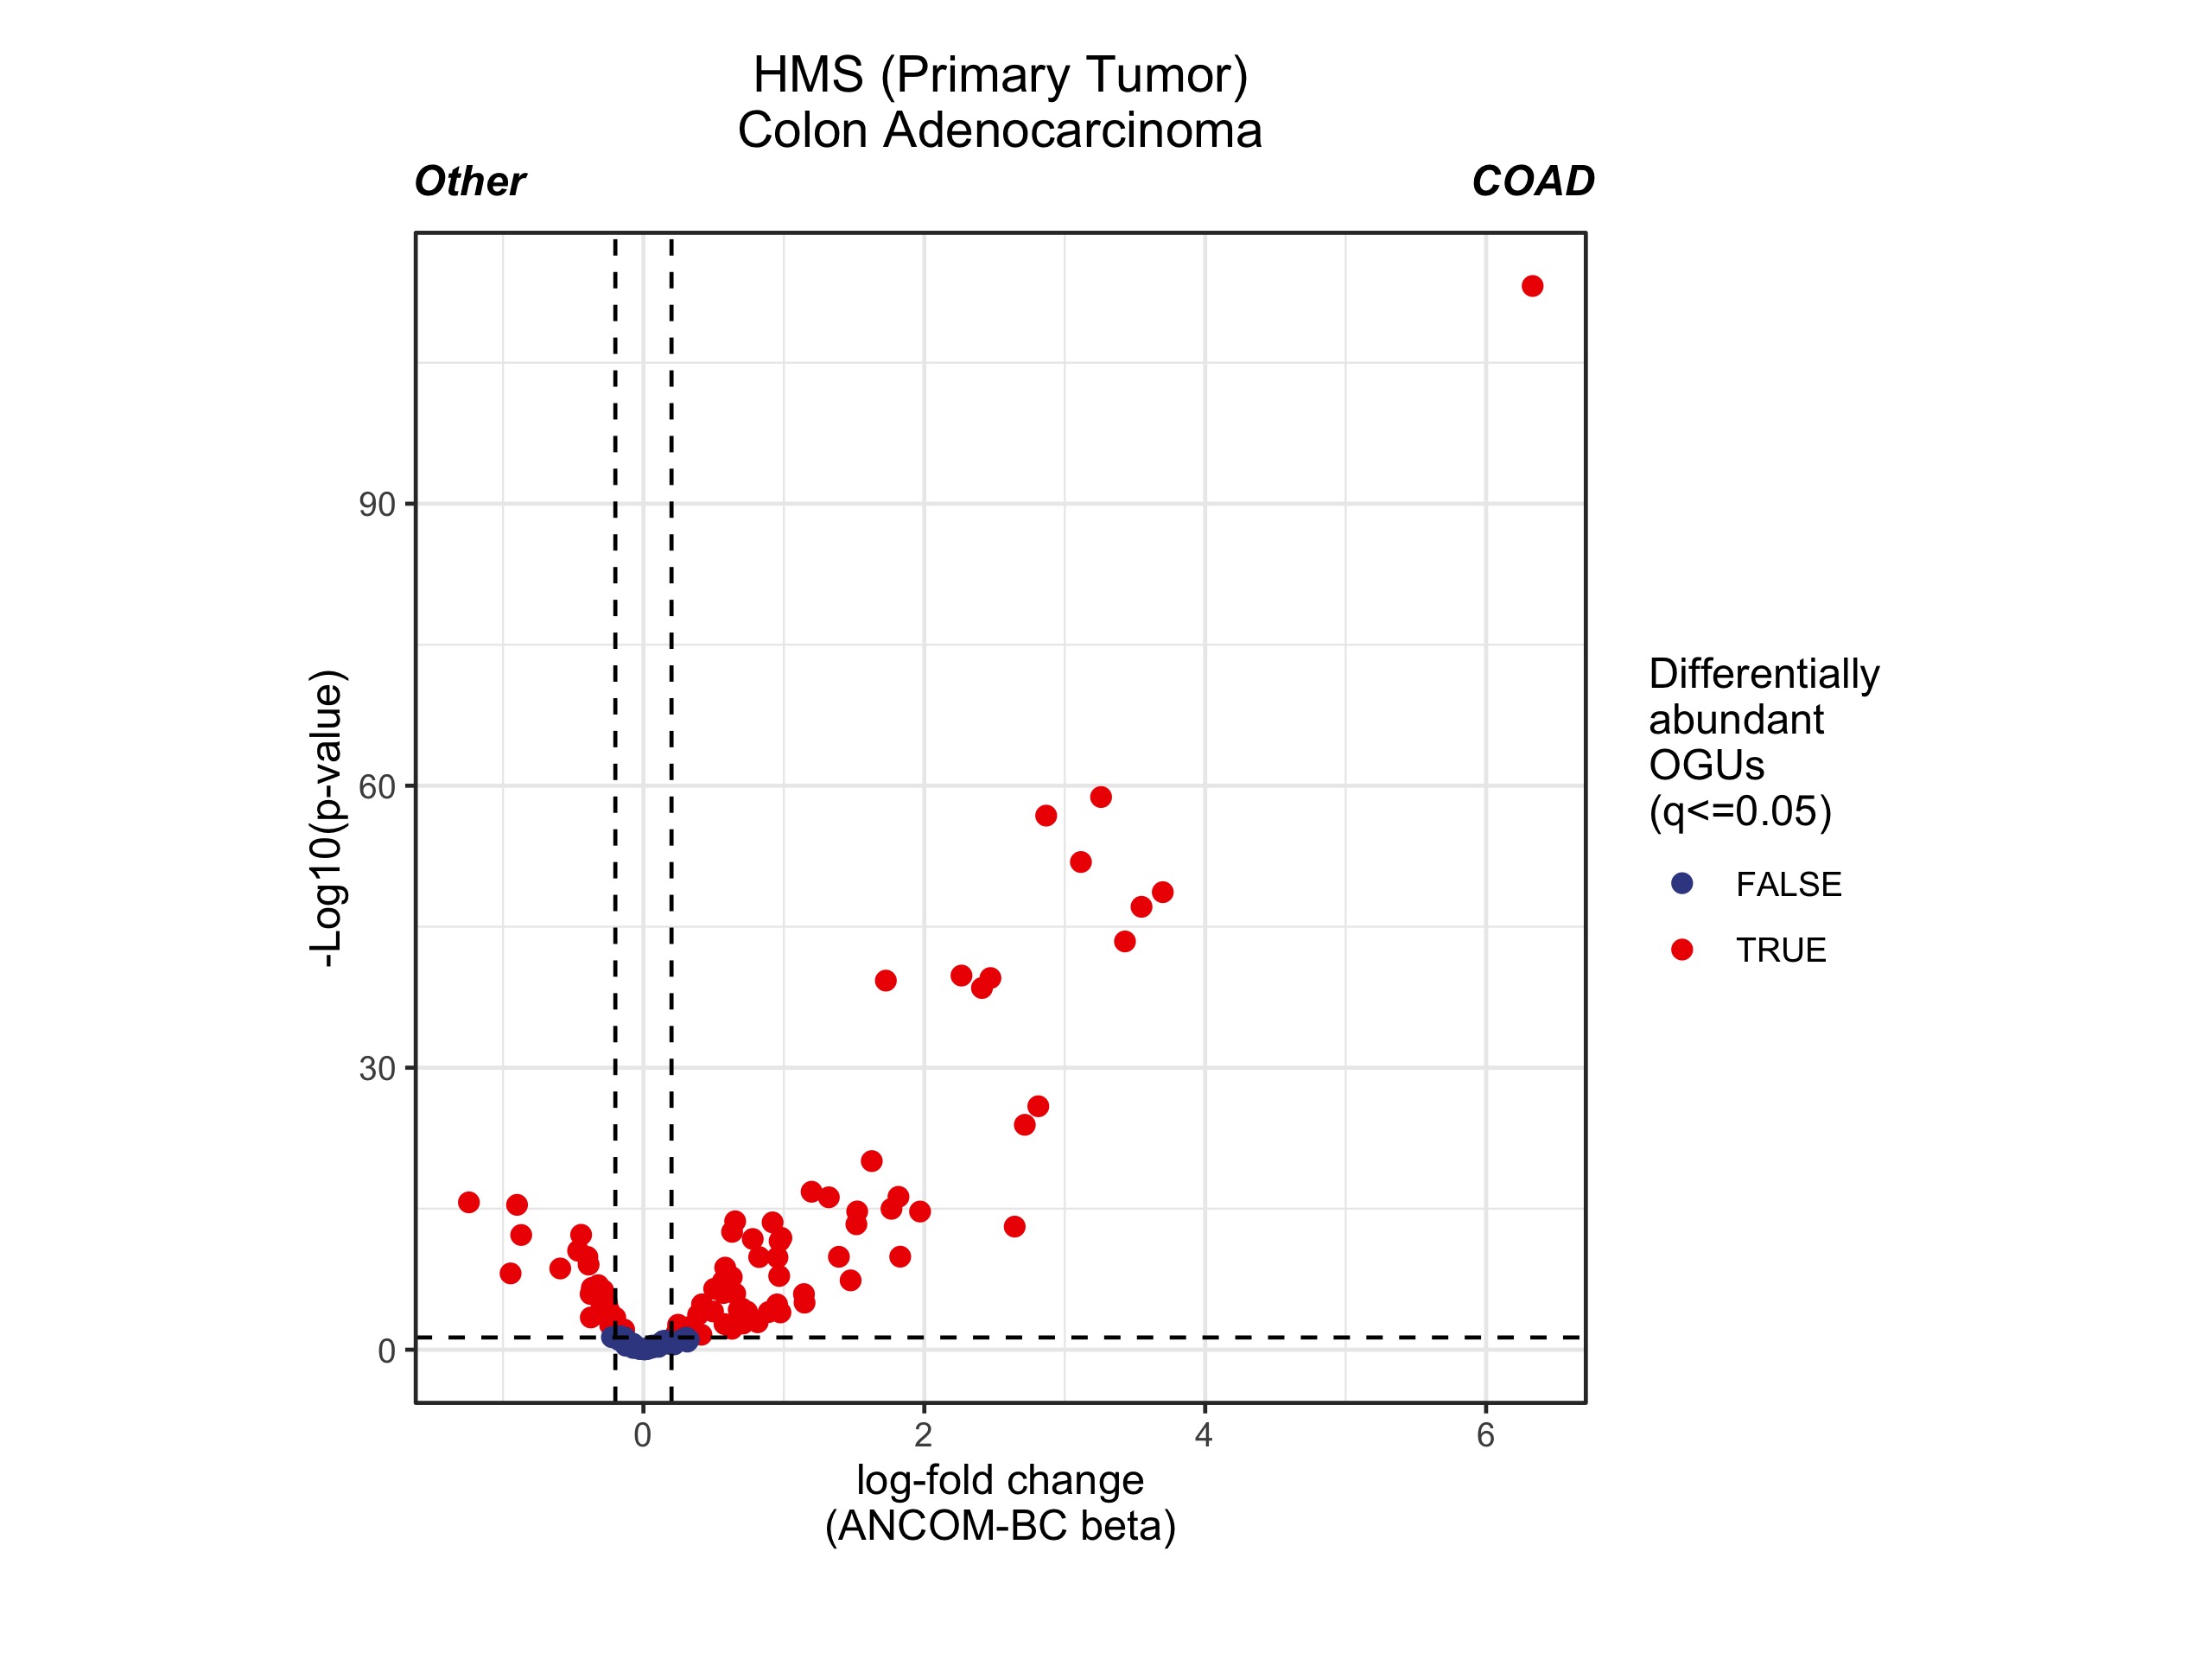 HMS (Primary Tumor)
Colon Adenocarcinoma
Other
COAD
-Log10(p-value)
90
60
30
0
0
2
4
6
log-fold change
(ANCOM-BC beta)
Differentially
abundant
OGUs
(q<=0.05)
FALSE
TRUE